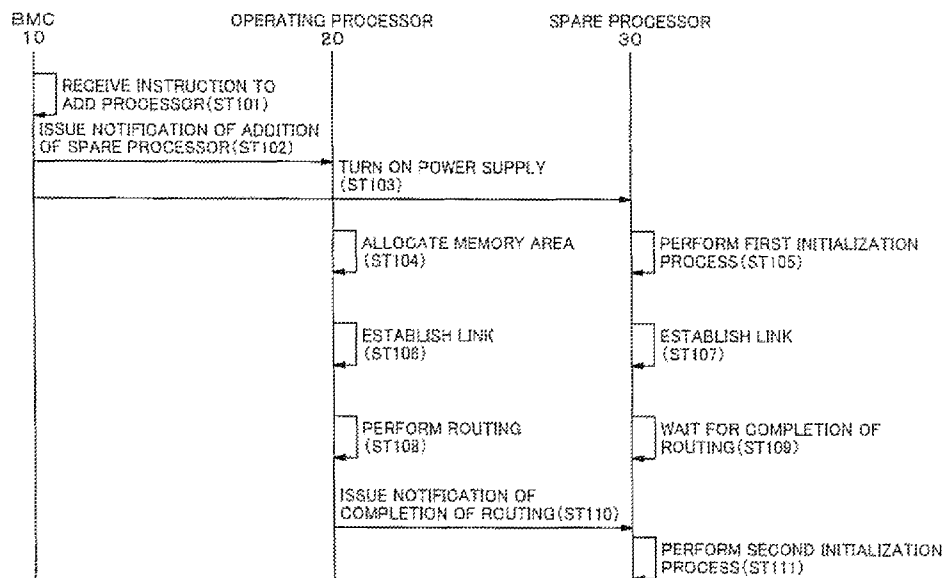 BMC
10
OPERATING PROCESSOR
20
SPARE PROCESSOR
30
RECEIVE INSTRUCTION TO
ADD PROCESSOR(ST101)
ISSUE NOTIFICATION OF ADDITION
OF SPARE PROCESSOR(ST102)
TURN ON POWER SUPPLY
(ST103)
ALLOCATE MEMORY AREA
(ST104)
PERFORM FIRST INITIALIZATION
PROCESS(ST105)
ESTABLISH LINK
(ST106)
ESTABLISH LINK
(ST107)
PERFORM ROUTING
(ST108)
WAIT FOR COMPLETION OF
ROUTING(ST109)
ISSUE NOTIFICATION OF
COMPLETION OF ROUTING(ST110)
PERFORM SECOND INITIALIZATION
PROCESS(ST111)